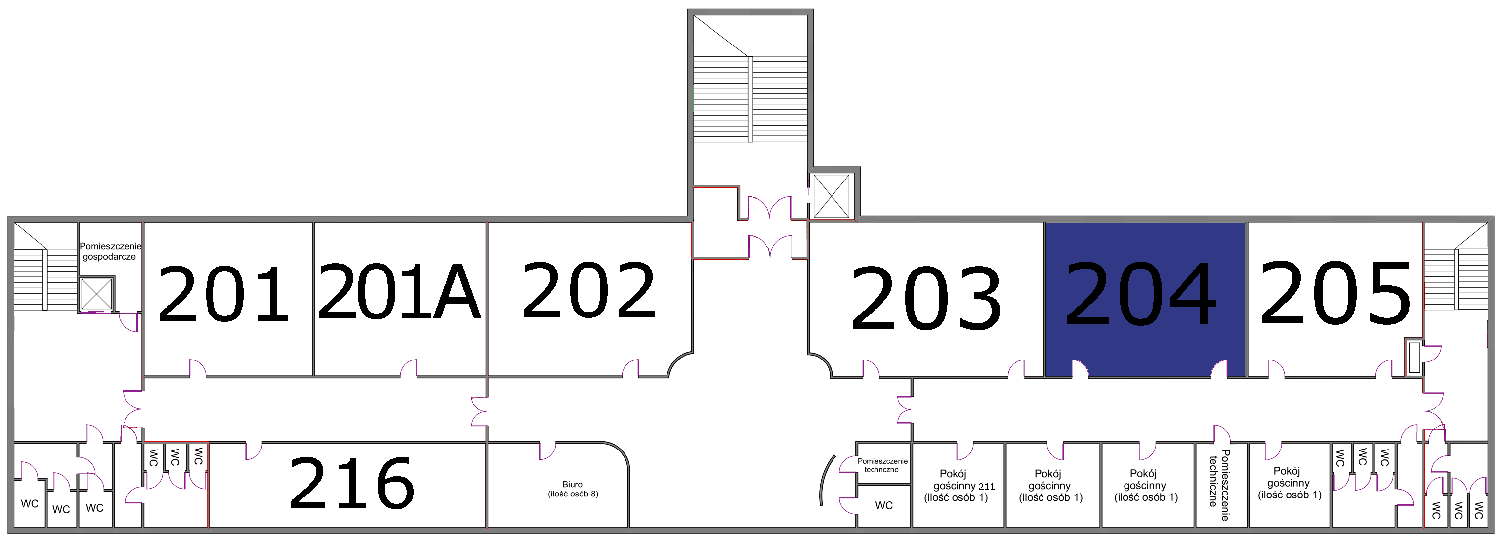 Pomieszczenie
gospodarcze
201
201A
202
203
204
205
WC
WC
WC
WC
WC
WC
216
Biuro
(ilość osób 8)
Pomieszczenie
techniczne
WC
Pokój
gościnny 211
(ilość osób 1)
Pokój
gościnny
(ilość osób 1)
Pokój
gościnny
(ilość osób 1)
Pomieszczenie
techniczne
Pokój
gościnny
(ilość osób 1)
WC
WC
WC
WC
WC
WC